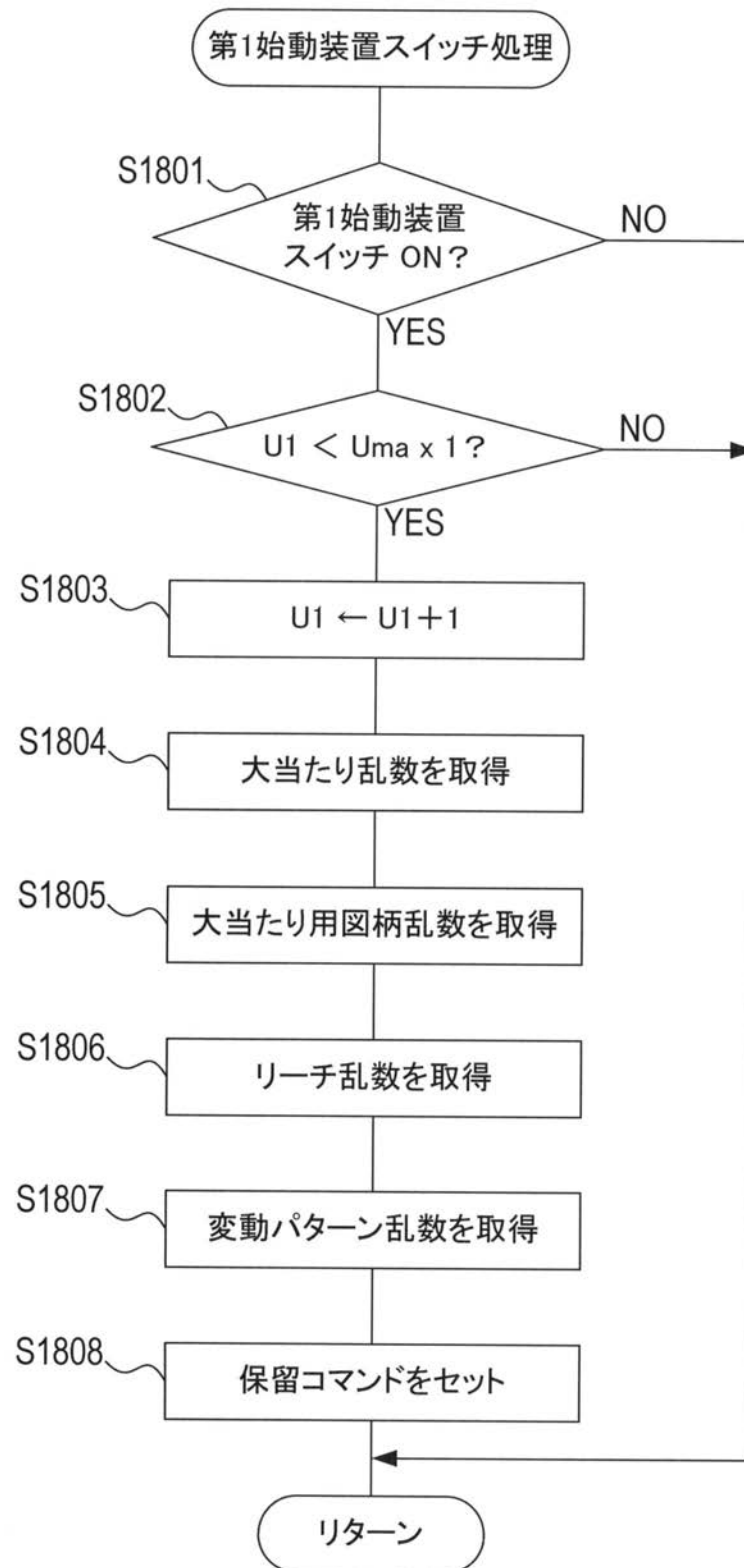 第1始動装置スイッチ処理
S1801
第1始動装置
スイッチ ON？
NO
YES
S1802
U1 ＜ Uma x 1？
NO
YES
S1803
U1 ← U1＋1
S1804
大当たり乱数を取得
S1805
大当たり用図柄乱数を取得
S1806
リーチ乱数を取得
S1807
変動パターン乱数を取得
S1808
保留コマンドをセット
リターン